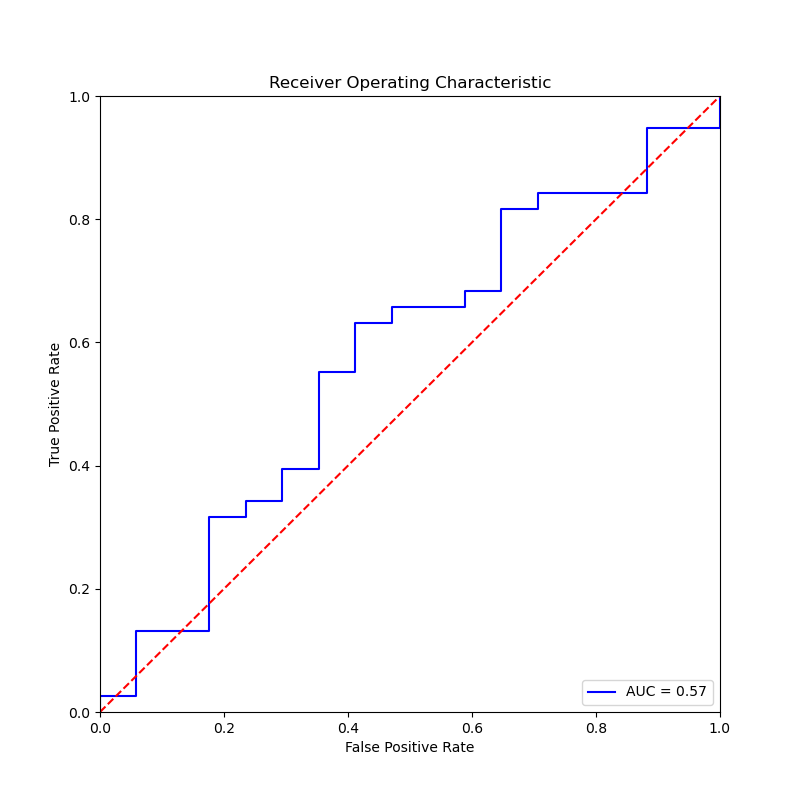 Receiver Operating Characteristic
1.0
0.8
0.6
0.4
0.2
0.0
True Positive Rate
AUC = 0.57
0.0 0.2 0.4 0.6 0.8 1.0
False Positive Rate